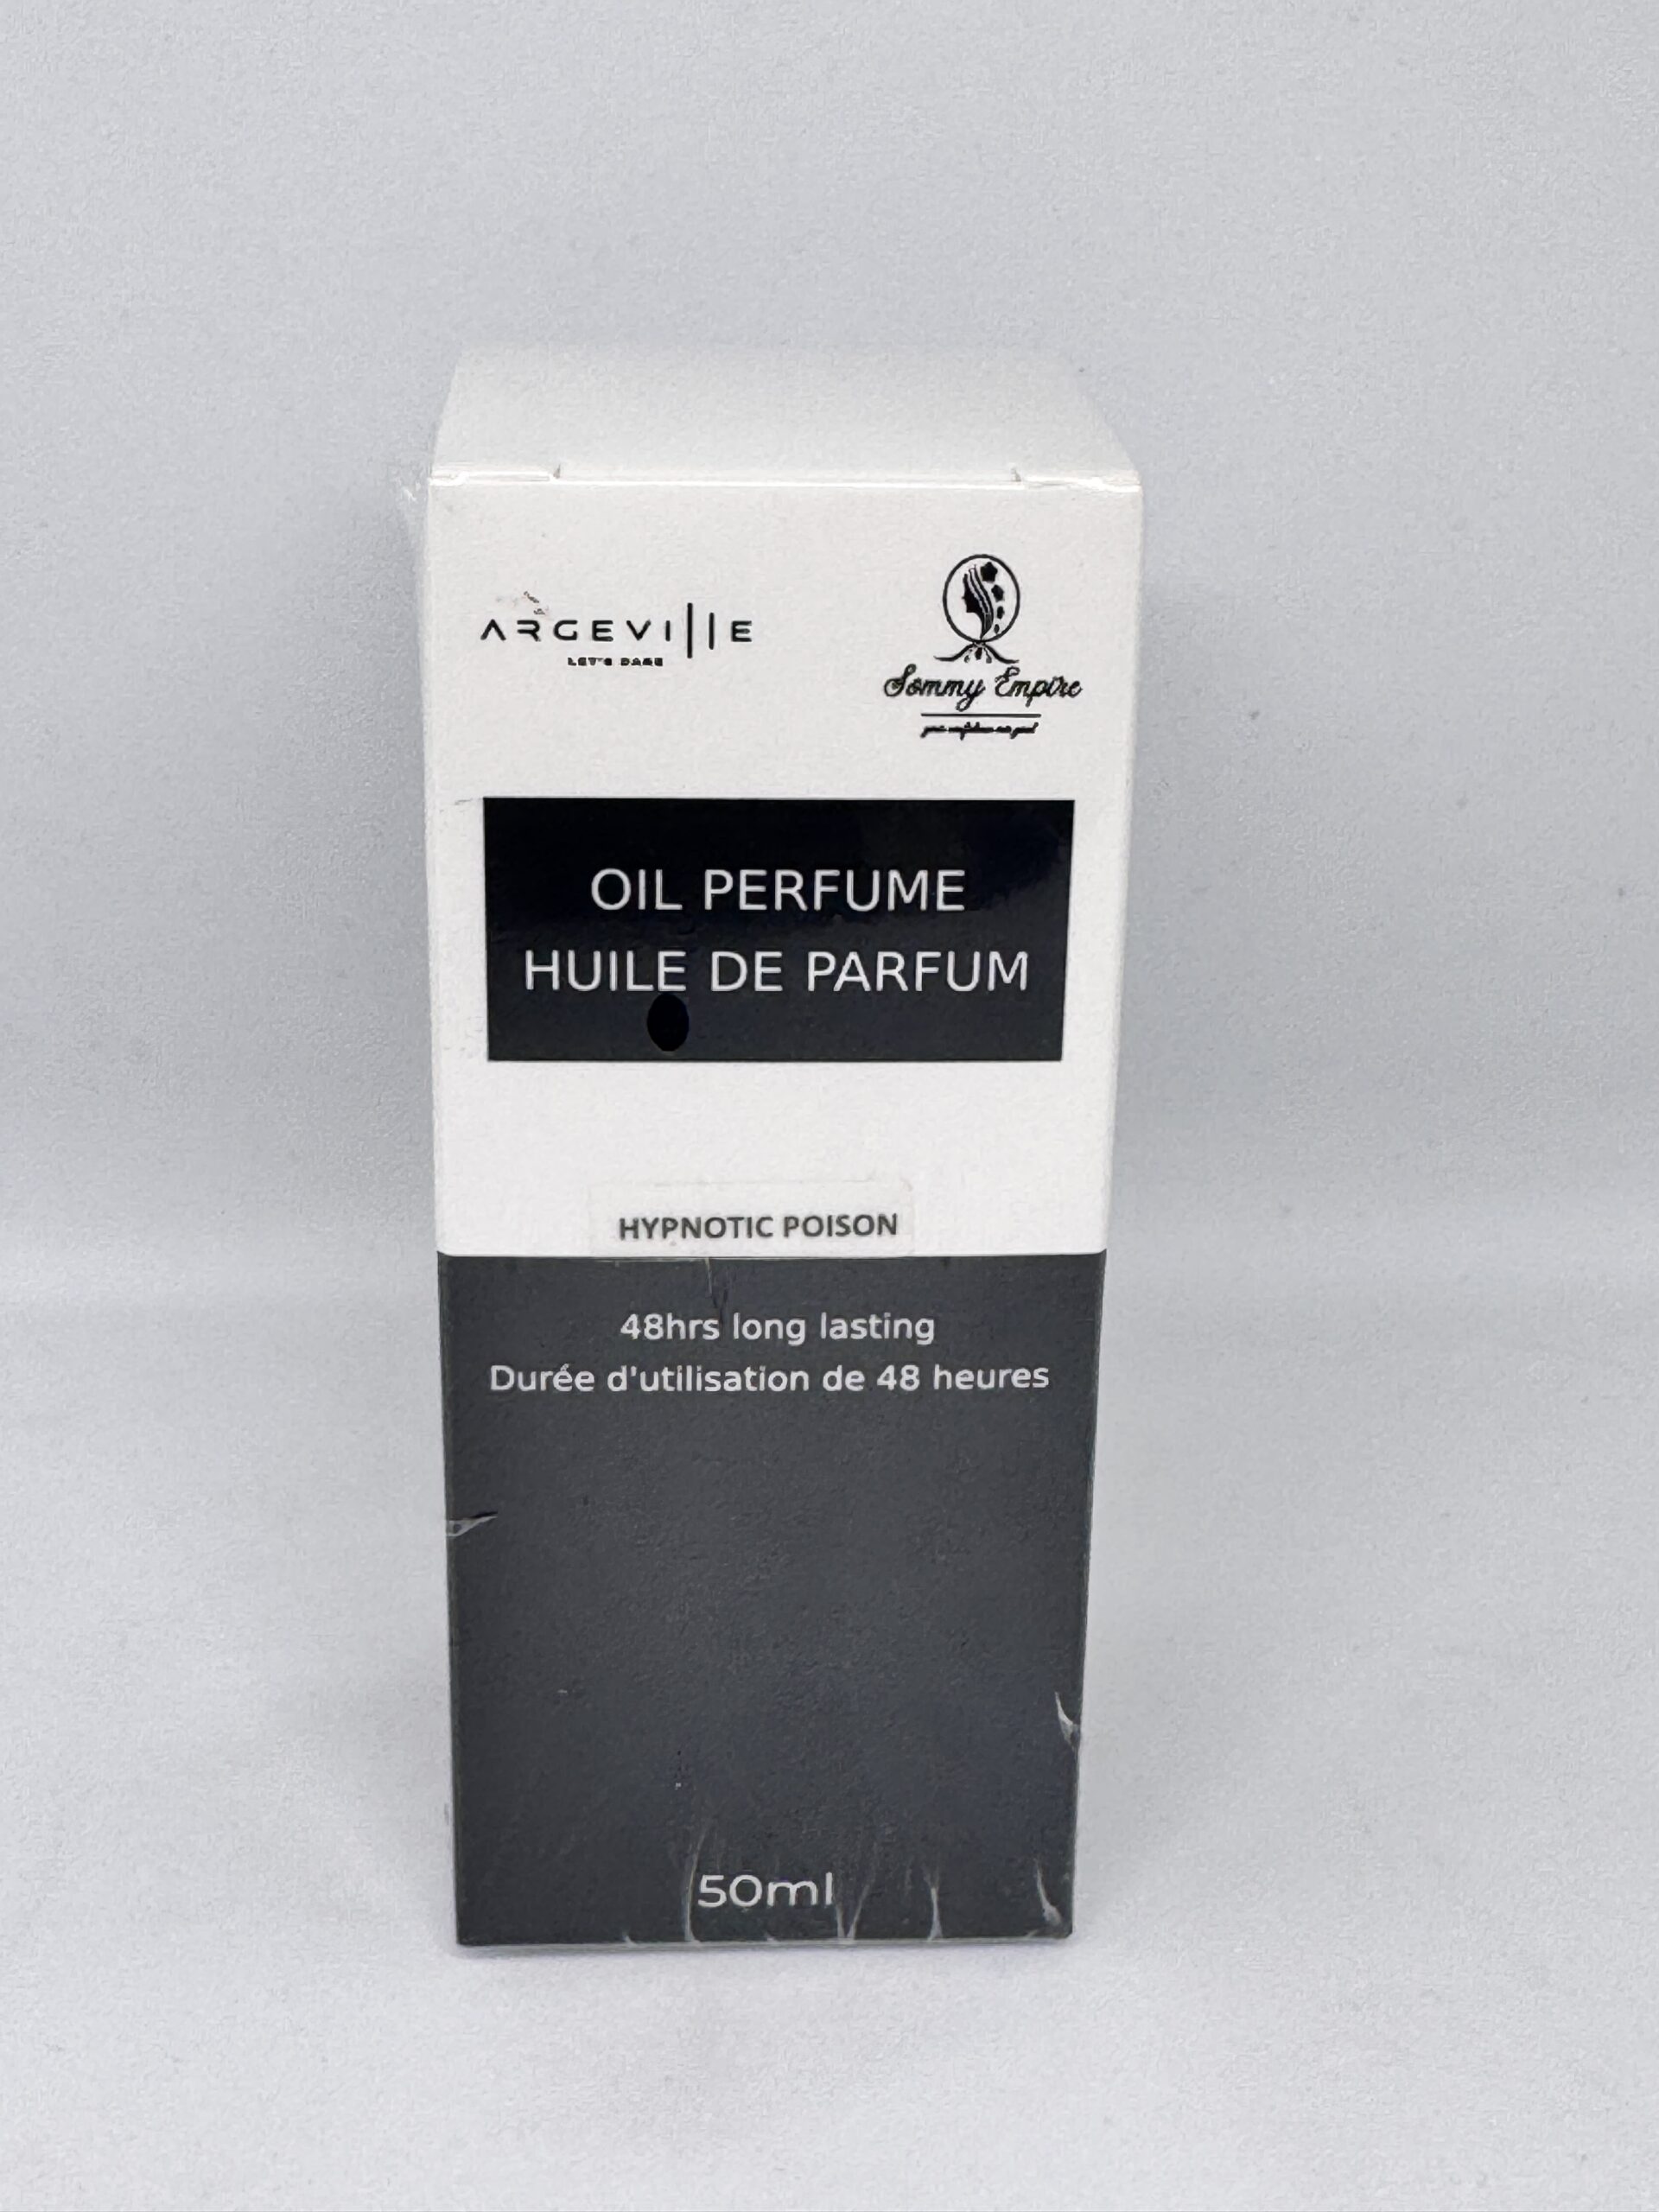 ARGEVILLE
LET'S DARE
Sommy Empire
OIL PERFUME
HUILE DE PARFUM
HYPNOTIC POISON
48hrs long lasting
Durée d'utilisation de 48 heures
50ml